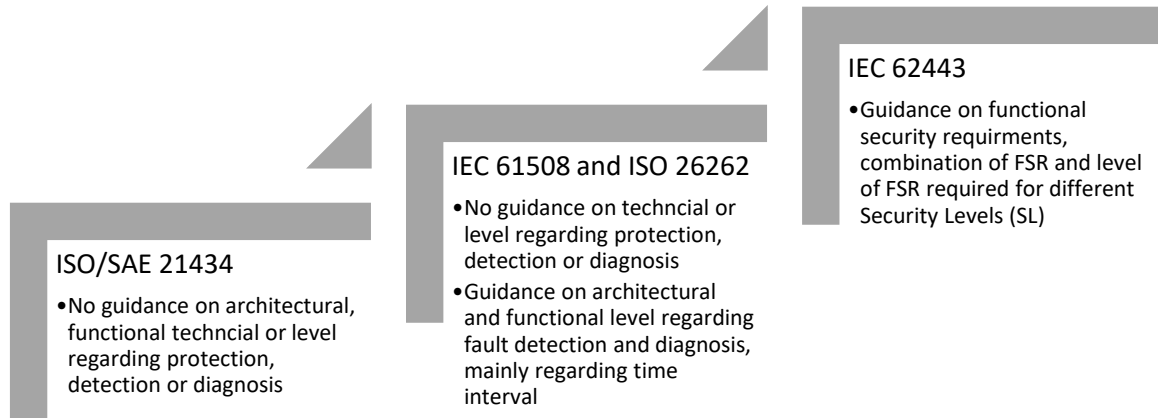 ISO/SAE 21434
•No guidance on architectural,
functional techncial or level
regarding protection,
detection or diagnosis
IEC 61508 and ISO 26262
•No guidance on techncial or
level regarding protection,
detection or diagnosis
•Guidance on architectural
and functional level regarding
fault detection and diagnosis,
mainly regarding time
interval
IEC 62443
•Guidance on functional
security requirments,
combination of FSR and level
of FSR required for different
Security Levels (SL)